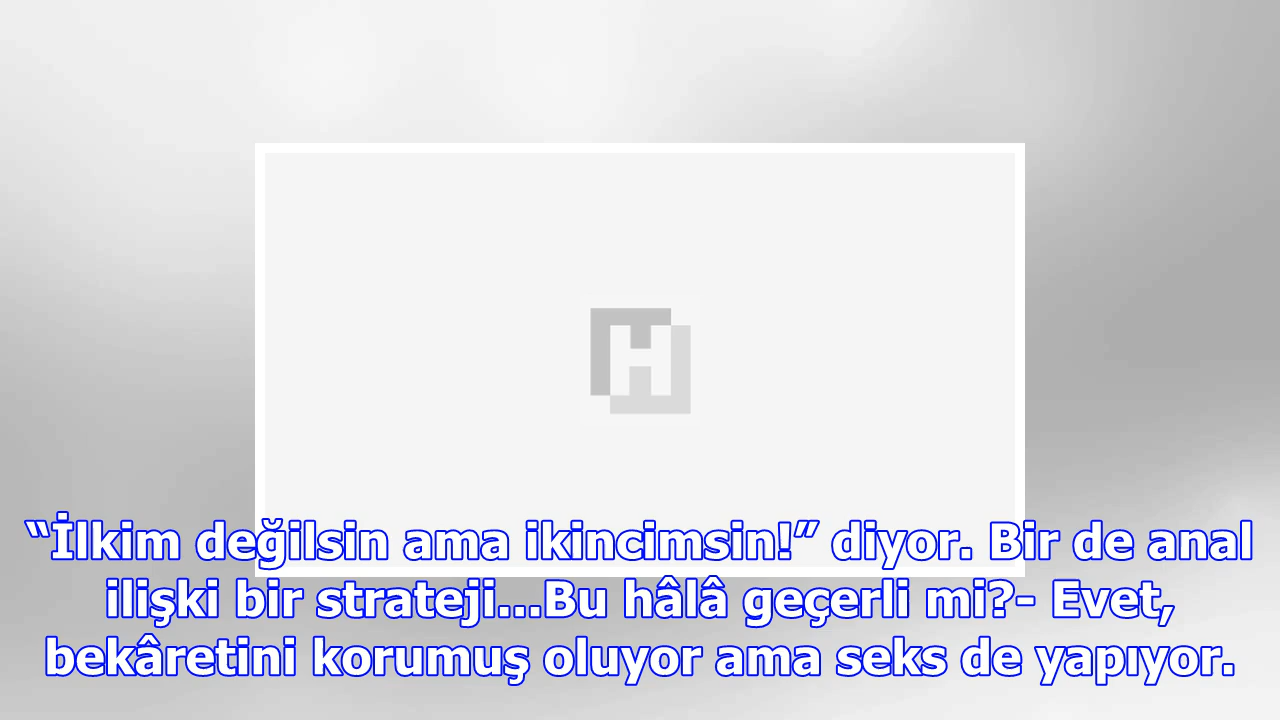 “İlkim değilsin ama ikincimsin!” diyor. Bir de anal
ilişki bir strateji...Bu hâlâ geçerli mi?- Evet,
bekâretini korumuş oluyor ama seks de yapıyor.